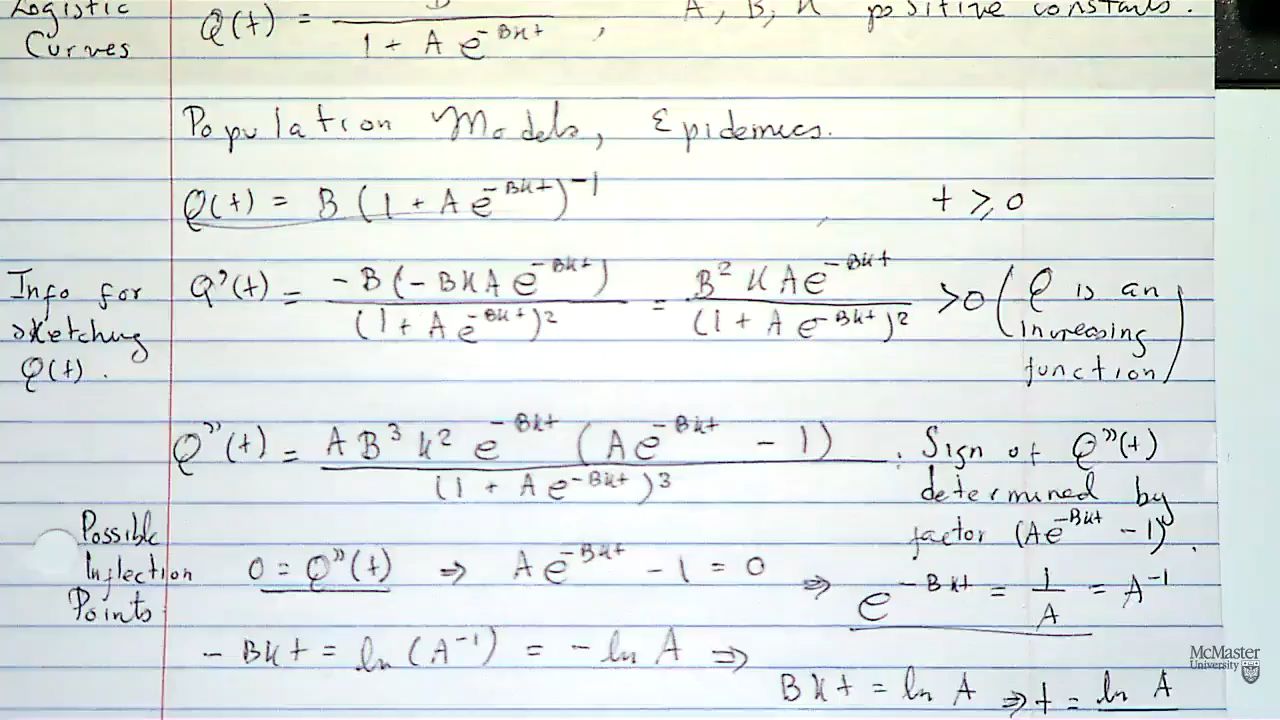 Logistic Curves Q(t) = B / (1 + A e^{-Bkt}) , A, B, k positive constants.
Population Models, Epidemics.
Q(t) = B (1 + A e^{-Bkt})^{-1} t ≥ 0
Info for sketching Q(t). Q'(t) = -B(-BkA e^{-Bkt}) / (1 + A e^{-Bkt})^2 = B^2 k A e^{-Bkt} / (1 + A e^{-Bkt})^2 > 0 (Q is an increasing function)
Q''(t) = A B^3 k^2 e^{-Bkt} (A e^{-Bkt} - 1) / (1 + A e^{-Bkt})^3 . Sign of Q''(t)
determined by
factor (Ae^{-Bkt} - 1).
Possible Inflection Points 0 = Q''(t) ⇒ A e^{-Bkt} - 1 = 0 ⇒ e^{-Bkt} = 1/A = A^{-1}
-Bkt = ln (A^{-1}) = -ln A ⇒
Bkt = ln A ⇒ t = ln A
McMaster
University